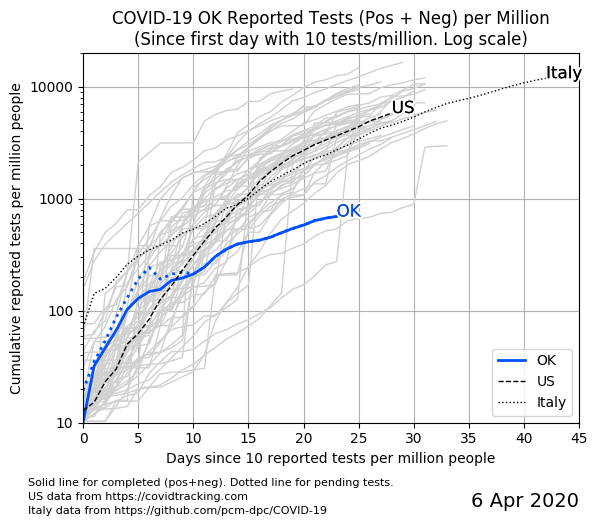 COVID-19 OK Reported Tests (Pos + Neg) per Million
(Since first day with 10 tests/million. Log scale)
Cumulative reported tests per million people
10000
1000
100
10
Italy
US
OK
OK
US
Italy
0 5 10 15 20 25 30 35 40 45
Days since 10 reported tests per million people
Solid line for completed (pos+neg). Dotted line for pending tests.
US data from https://covidtracking.com
Italy data from https://github.com/pcm-dpc/COVID-19
6 Apr 2020